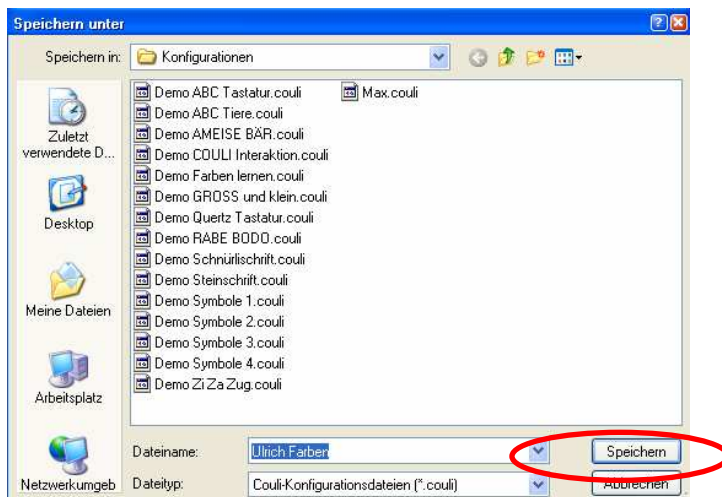 Speichern unter
Speichern in: Konfigurationen
Zuletzt
verwendete D...
Desktop
Meine Dateien
Arbeitsplatz
Netzwerkumgeb
Demo ABC Tastatur.couli
Demo ABC Tiere.couli
Demo AMEISE BÄR.couli
Demo COULI Interaktion.couli
Demo Farben lernen.couli
Demo GROSS und klein.couli
Demo Quertz Tastatur.couli
Demo RABE BODO.couli
Demo Schnürlischrift.couli
Demo Steinschrift.couli
Demo Symbole 1.couli
Demo Symbole 2.couli
Demo Symbole 3.couli
Demo Symbole 4.couli
Demo Zi Za Zug.couli
Max.couli
Dateiname: Ulrich Farben Speichern
Dateityp: Couli-Konfigurationsdateien (*.couli) Abbrechen